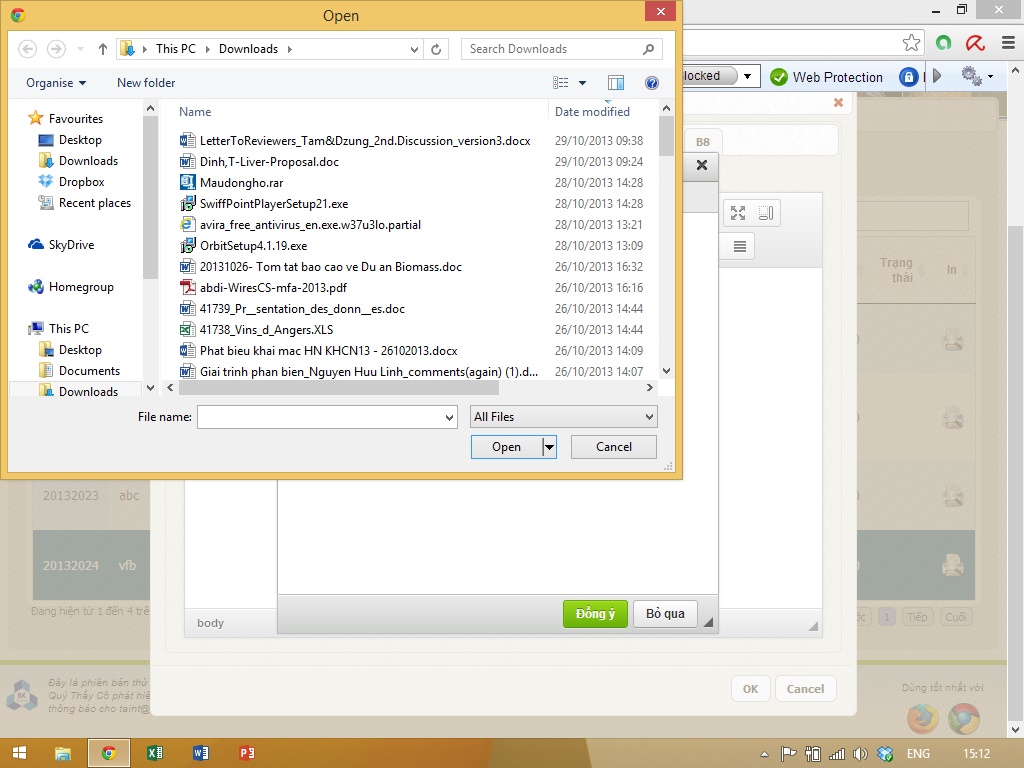 Open
This PC
Downloads
Search Downloads
Organise
New folder
Name
Date modified
Favourites
Desktop
Downloads
Dropbox
Recent places
SkyDrive
Homegroup
This PC
Desktop
Documents
Downloads
LetterToReviewers_Tam&Dzung_2nd.Discussion_version3.docx 29/10/2013 09:38
Dinh,T-Liver-Proposal.doc 29/10/2013 09:24
Maudongho.rar 28/10/2013 14:28
SwiffPointPlayerSetup21.exe 28/10/2013 14:28
avira_free_antivirus_en.exe.w37u3lo.partial 28/10/2013 13:21
OrbitSetup4.1.19.exe 28/10/2013 13:09
20131026- Tom tat bao cao ve Du an Biomass.doc 26/10/2013 16:32
abdi-WiresCS-mfa-2013.pdf 26/10/2013 16:16
41739_Pr__sentation_des_donn__es.doc 26/10/2013 14:44
41738_Vins_d_Angers.XLS 26/10/2013 14:44
Phat bieu khai mac HN KHCN13 - 26102013.docx 26/10/2013 14:09
Giai trinh phan bien_Nguyen Huu Linh_comments(again) (1).d... 26/10/2013 14:07
File name:
All Files
Open
Cancel
locked
Web Protection
B8
Trạng
thái
In
20132023 abc
20132024 vfb
Đang hiện từ 1 đến 4 trê
1
Tiếp
Cuối
body
Đồng ý
Bỏ qua
OK
Cancel
BK
Đây là phiên bản thử
Quý Thầy Cô phát hiệ
thông báo cho taint@
Dùng tốt nhất với
ENG
15:12